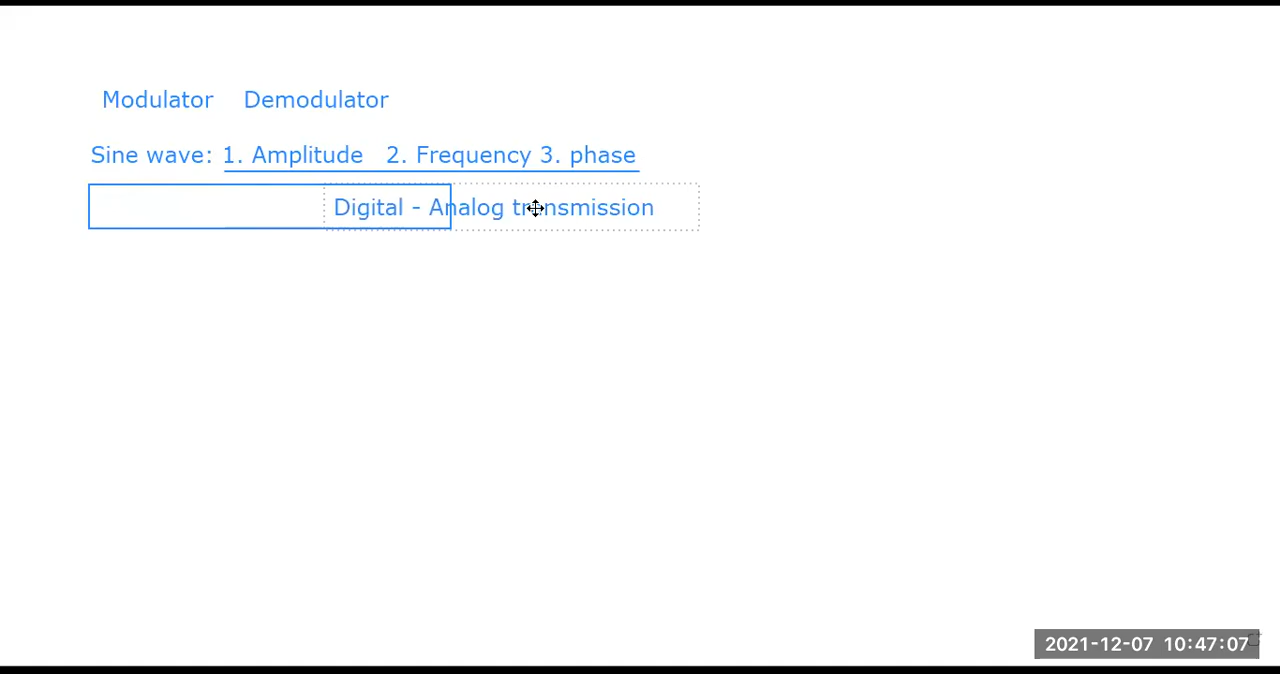 Modulator Demodulator
Sine wave: 1. Amplitude 2. Frequency 3. phase
Digital - Analog transmission
2021-12-07 10:47:07